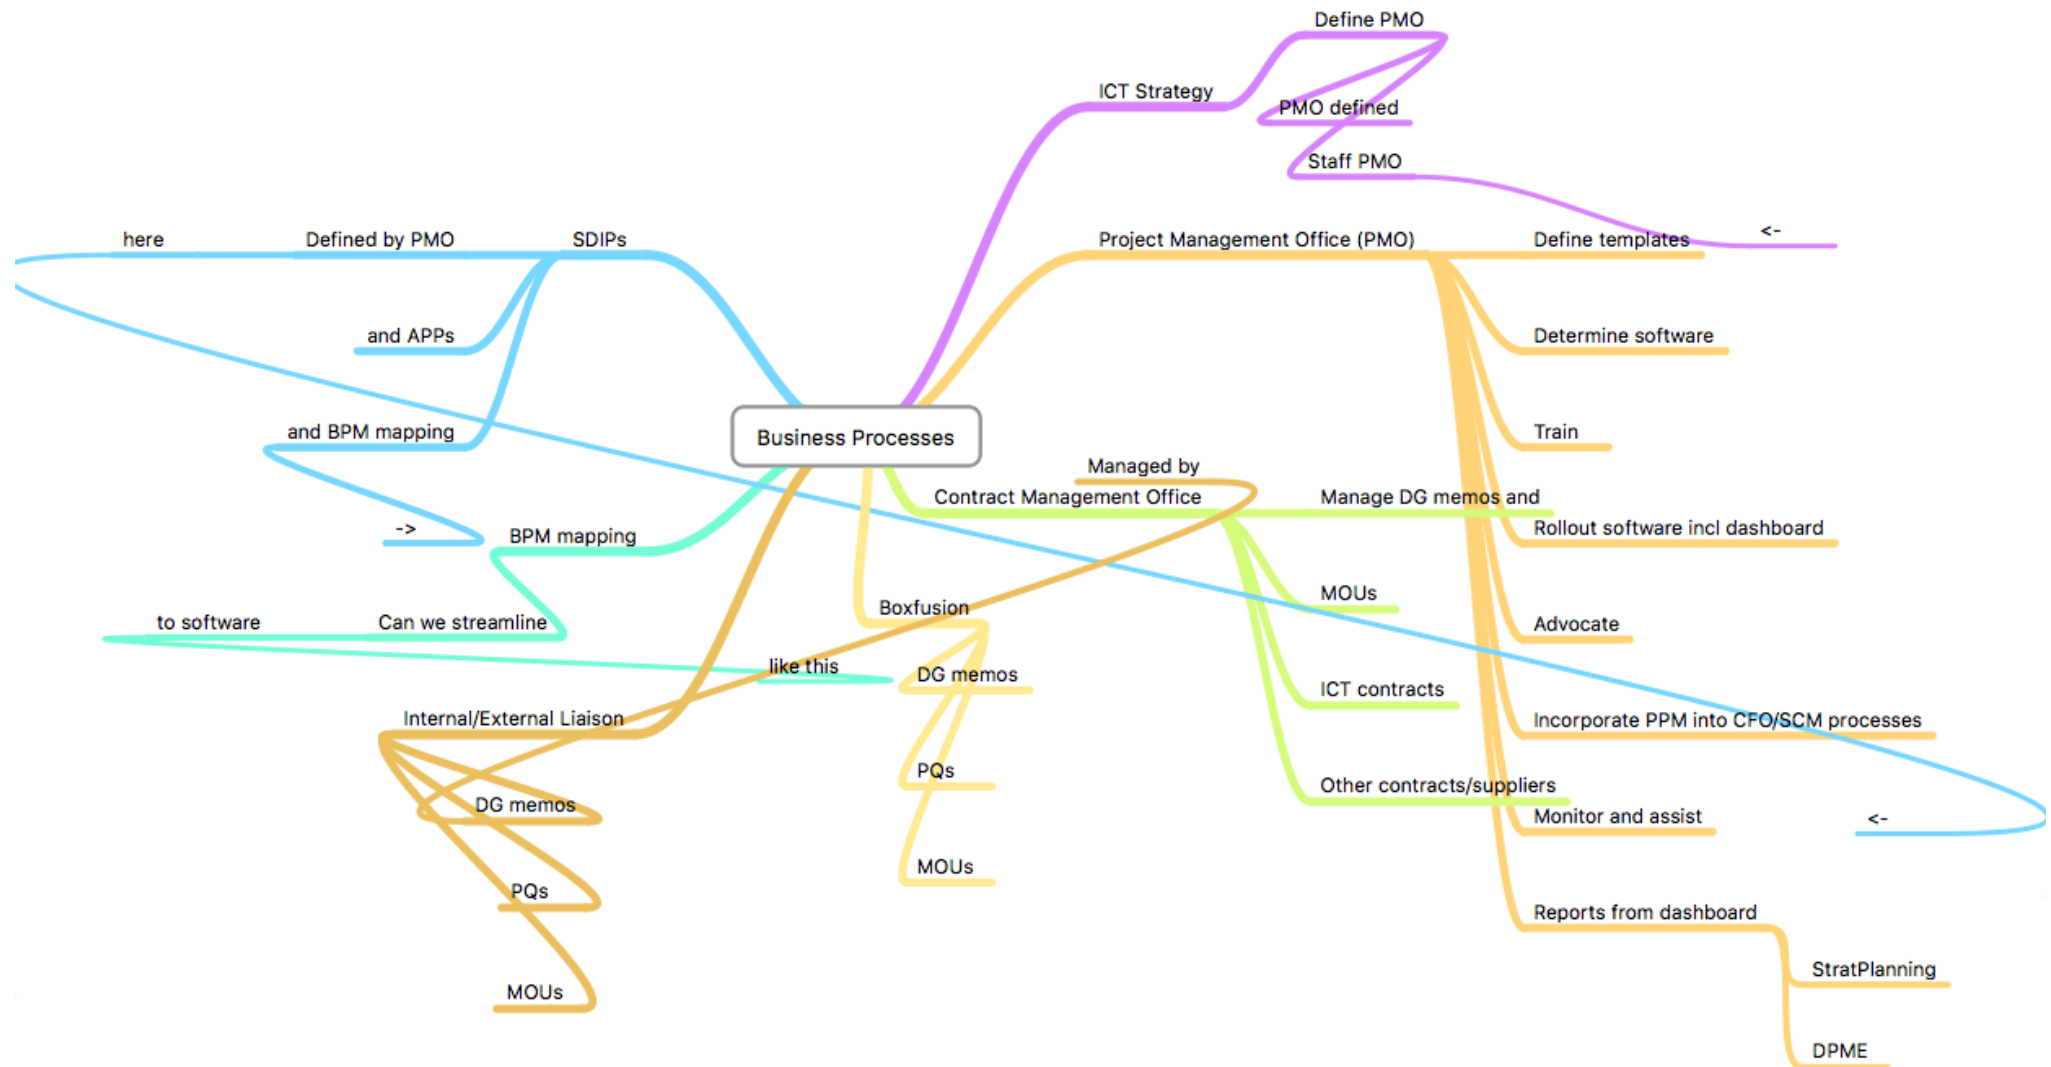 Define PMO
ICT Strategy
PMO defined
Staff PMO
<-
here
Defined by PMO
SDIPs
Project Management Office (PMO)
Define templates
and APPs
Determine software
and BPM mapping
Business Processes
Train
Managed by
Contract Management Office
Manage DG memos and
->
BPM mapping
Rollout software incl dashboard
MOUs
Boxfusion
to software
Can we streamline
Advocate
like this
DG memos
ICT contracts
Internal/External Liaison
Incorporate PPM into CFO/SCM processes
PQs
Other contracts/suppliers
DG memos
Monitor and assist
<-
MOUs
PQs
Reports from dashboard
StratPlanning
MOUs
DPME